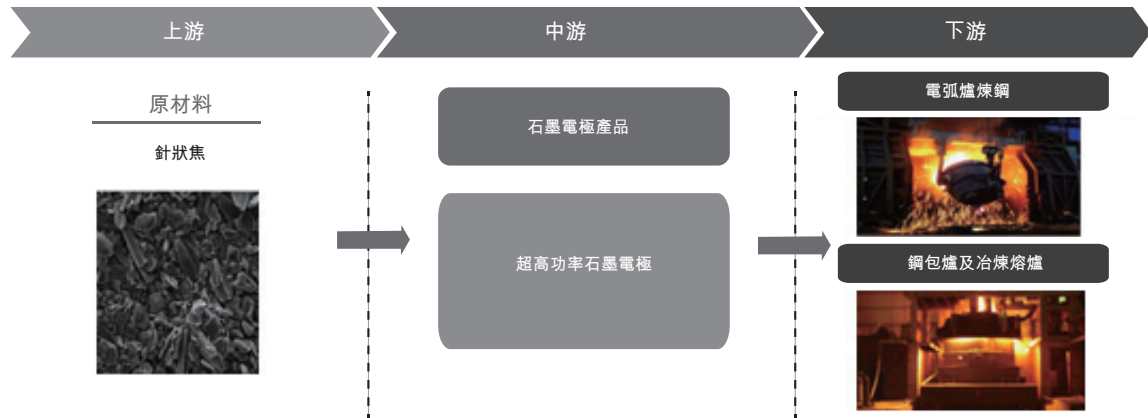 上游
中游
下游
原材料
針狀焦
石墨電極產品
超高功率石墨電極
電弧爐煉鋼
鋼包爐及冶煉熔爐